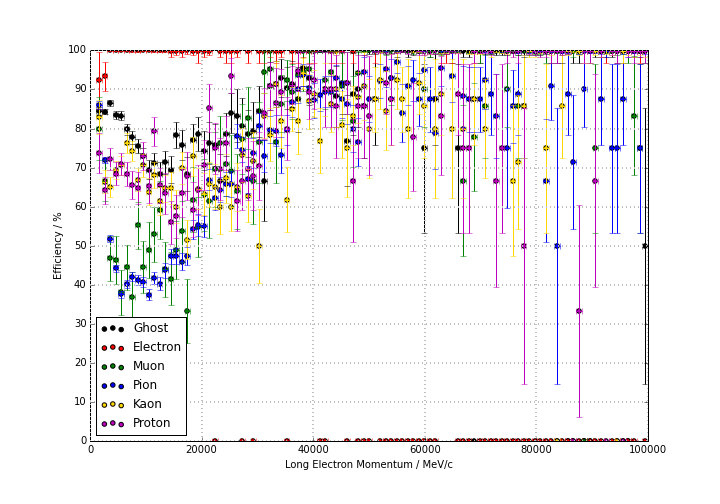 100
90
80
70
60
50
40
30
20
10
0
Efficiency / %
Ghost
Electron
Muon
Pion
Kaon
Proton
0 20000 40000 60000 80000 100000
Long Electron Momentum / MeV/c